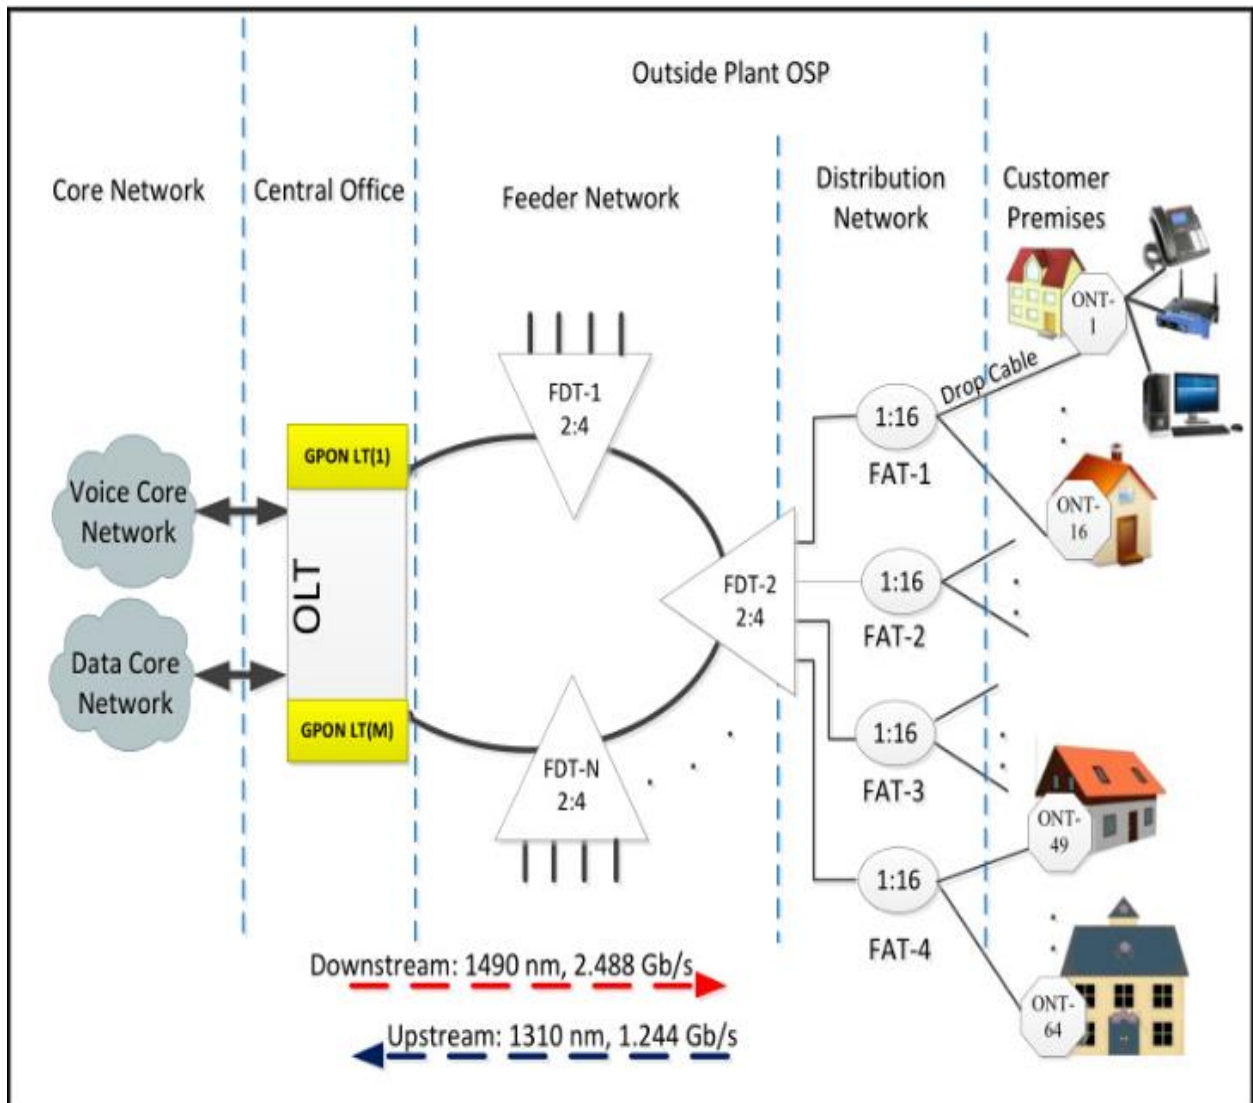 Outside Plant OSP
Core Network
Central Office
Feeder Network
Distribution
Network
Customer
Premises
ONT-
1
Drop Cable
FDT-1
2:4
1:16
FAT-1
GPON LT(1)
Voice Core
Network
ONT-
16
OLT
FDT-2
2:4
1:16
FAT-2
Data Core
Network
GPON LT(M)
FDT-N
2:4
1:16
FAT-3
ONT-
49
1:16
FAT-4
ONT-
64
Downstream: 1490 nm, 2.488 Gb/s
Upstream: 1310 nm, 1.244 Gb/s